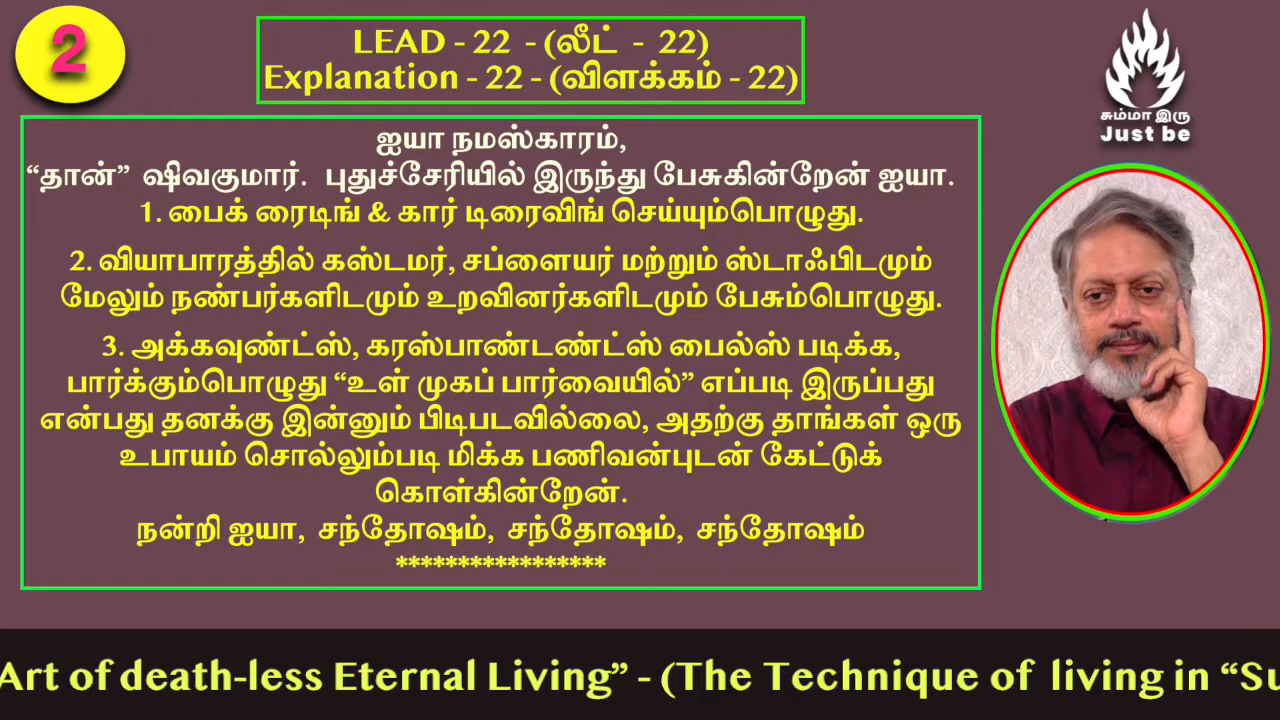 2
LEAD - 22 - (லீட் - 22)
Explanation - 22 - (விளக்கம் - 22)
சும்மா இரு
Just be
ஐயா நமஸ்காரம்,
“தான்” ஷிவகுமார். புதுச்சேரியில் இருந்து பேசுகின்றேன் ஐயா.
1. பைக் ரைடிங் & கார் டிரைவிங் செய்யும்பொழுது.
2. வியாபாரத்தில் கஸ்டமர், சப்ளையர் மற்றும் ஸ்டாஃபிடமும்
மேலும் நண்பர்களிடமும் உறவினர்களிடமும் பேசும்பொழுது.
3. அக்கவுண்ட்ஸ், கரஸ்பாண்டண்ட்ஸ் பைல்ஸ் படிக்க,
பார்க்கும்பொழுது “உள் முகப் பார்வையில்” எப்படி இருப்பது
என்பது தனக்கு இன்னும் பிடிபடவில்லை, அதற்கு தாங்கள் ஒரு
உபாயம் சொல்லும்படி மிக்க பணிவன்புடன் கேட்டுக்
கொள்கின்றேன்.
நன்றி ஐயா, சந்தோஷம், சந்தோஷம், சந்தோஷம்
*****************
Art of death-less Eternal Living” - (The Technique of living in “Su